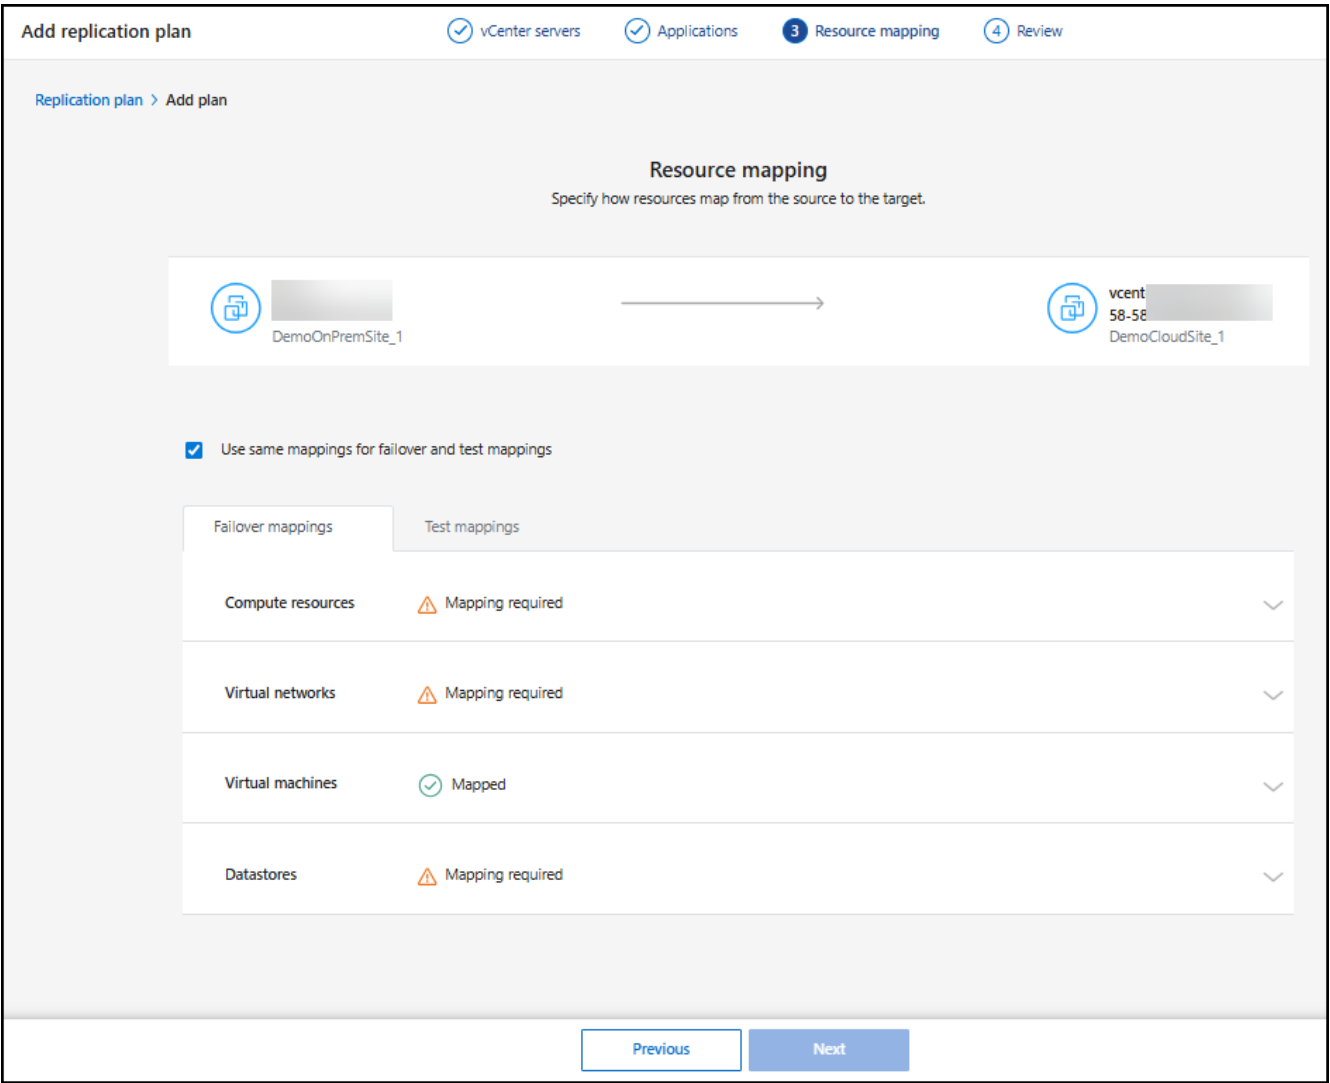 Add replication plan
vCenter servers
Applications
3 Resource mapping
4 Review
Replication plan > Add plan
Resource mapping
Specify how resources map from the source to the target.
DemoOnPremSite_1
vcent
58-58
DemoCloudSite_1
Use same mappings for failover and test mappings
Failover mappings
Test mappings
Compute resources
Mapping required
Virtual networks
Mapping required
Virtual machines
Mapped
Datastores
Mapping required
Previous
Next